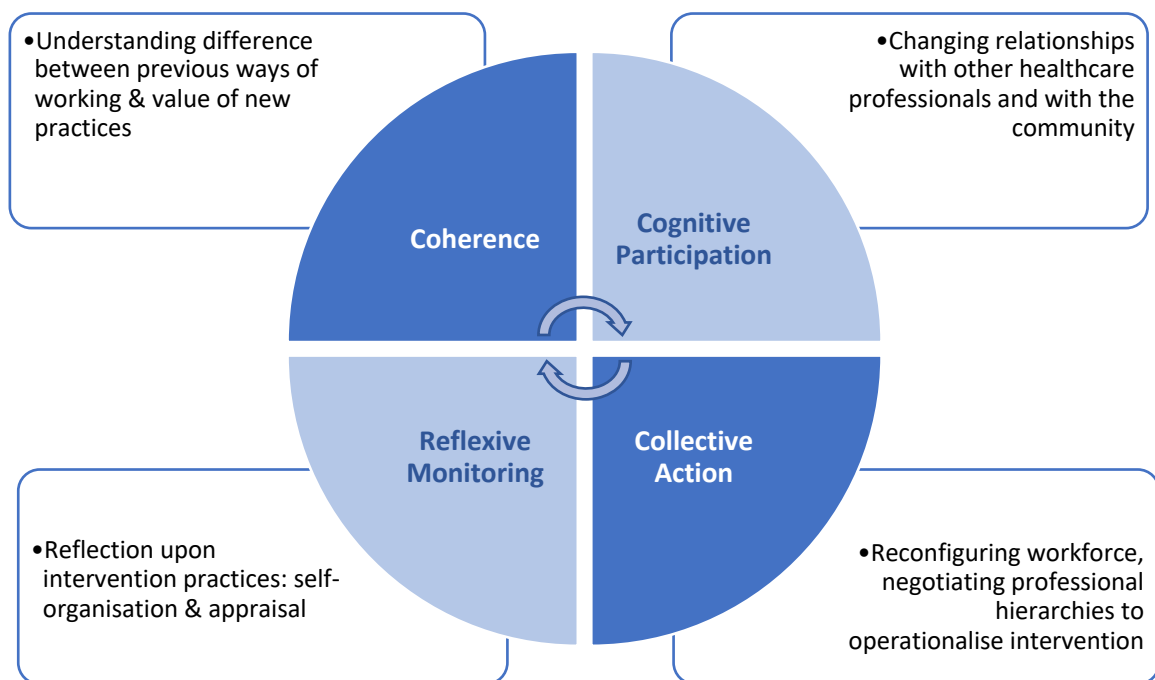 •Understanding difference
between previous ways of
working & value of new
practices
•Changing relationships
with other healthcare
professionals and with the
community
Coherence
Cognitive
Participation
Reflexive
Monitoring
Collective
Action
•Reflection upon
intervention practices: self-
organisation & appraisal
•Reconfiguring workforce,
negotiating professional
hierarchies to
operationalise intervention